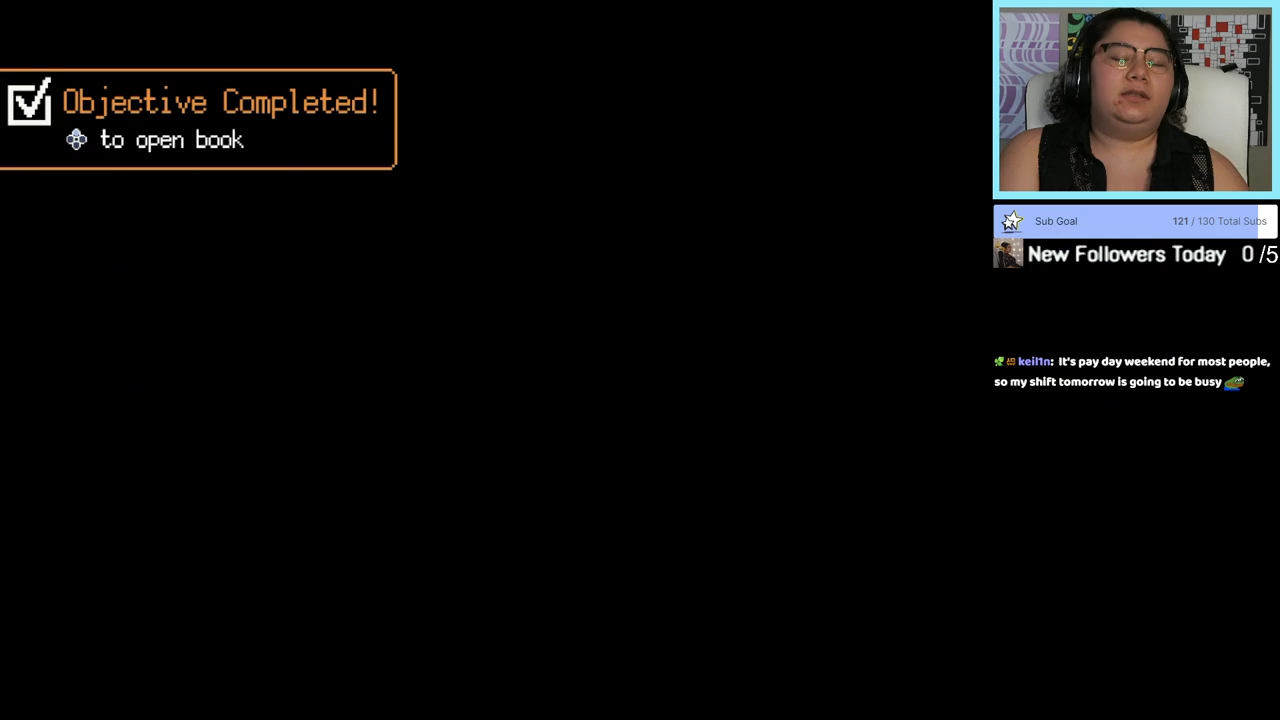 Objective Completed!
to open book
Sub Goal 121 / 130 Total Subs
New Followers Today 0 /5
keil1n: It's pay day weekend for most people,
so my shift tomorrow is going to be busy